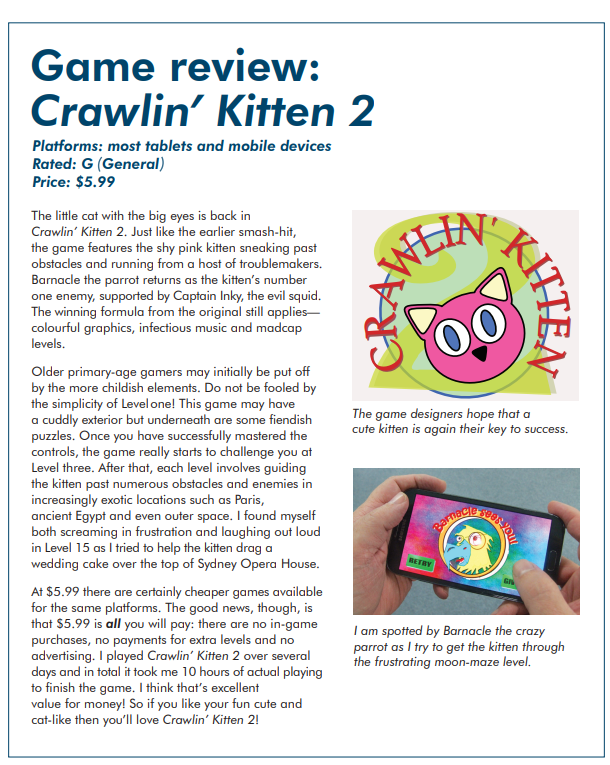 Game review:
Crawlin' Kitten 2
Platforms: most tablets and mobile devices
Rated: G (General)
Price: $5.99
The little cat with the big eyes is back in
Crawlin' Kitten 2. Just like the earlier smash-hit,
the game features the shy pink kitten sneaking past
obstacles and running from a host of troublemakers.
Barnacle the parrot returns as the kitten's number
one enemy, supported by Captain Inky, the evil squid.
The winning formula from the original still applies—
colourful graphics, infectious music and madcap
levels.
Older primary-age gamers may initially be put off
by the more childish elements. Do not be fooled by
the simplicity of Level one! This game may have
a cuddly exterior but underneath are some fiendish
puzzles. Once you have successfully mastered the
controls, the game really starts to challenge you at
Level three. After that, each level involves guiding
the kitten past numerous obstacles and enemies in
increasingly exotic locations such as Paris,
ancient Egypt and even outer space. I found myself
both screaming in frustration and laughing out loud
in Level 15 as I tried to help the kitten drag a
wedding cake over the top of Sydney Opera House.
At $5.99 there are certainly cheaper games available
for the same platforms. The good news, though, is
that $5.99 is all you will pay: there are no in-game
purchases, no payments for extra levels and no
advertising. I played Crawlin' Kitten 2 over several
days and in total it took me 10 hours of actual playing
to finish the game. I think that's excellent
value for money! So if you like your fun cute and
cat-like then you'll love Crawlin' Kitten 2!
CRAWLIN' KITTEN
2
The game designers hope that a
cute kitten is again their key to success.
Barnacle sees you!
RETRY
I am spotted by Barnacle the crazy
parrot as I try to get the kitten through
the frustrating moon-maze level.